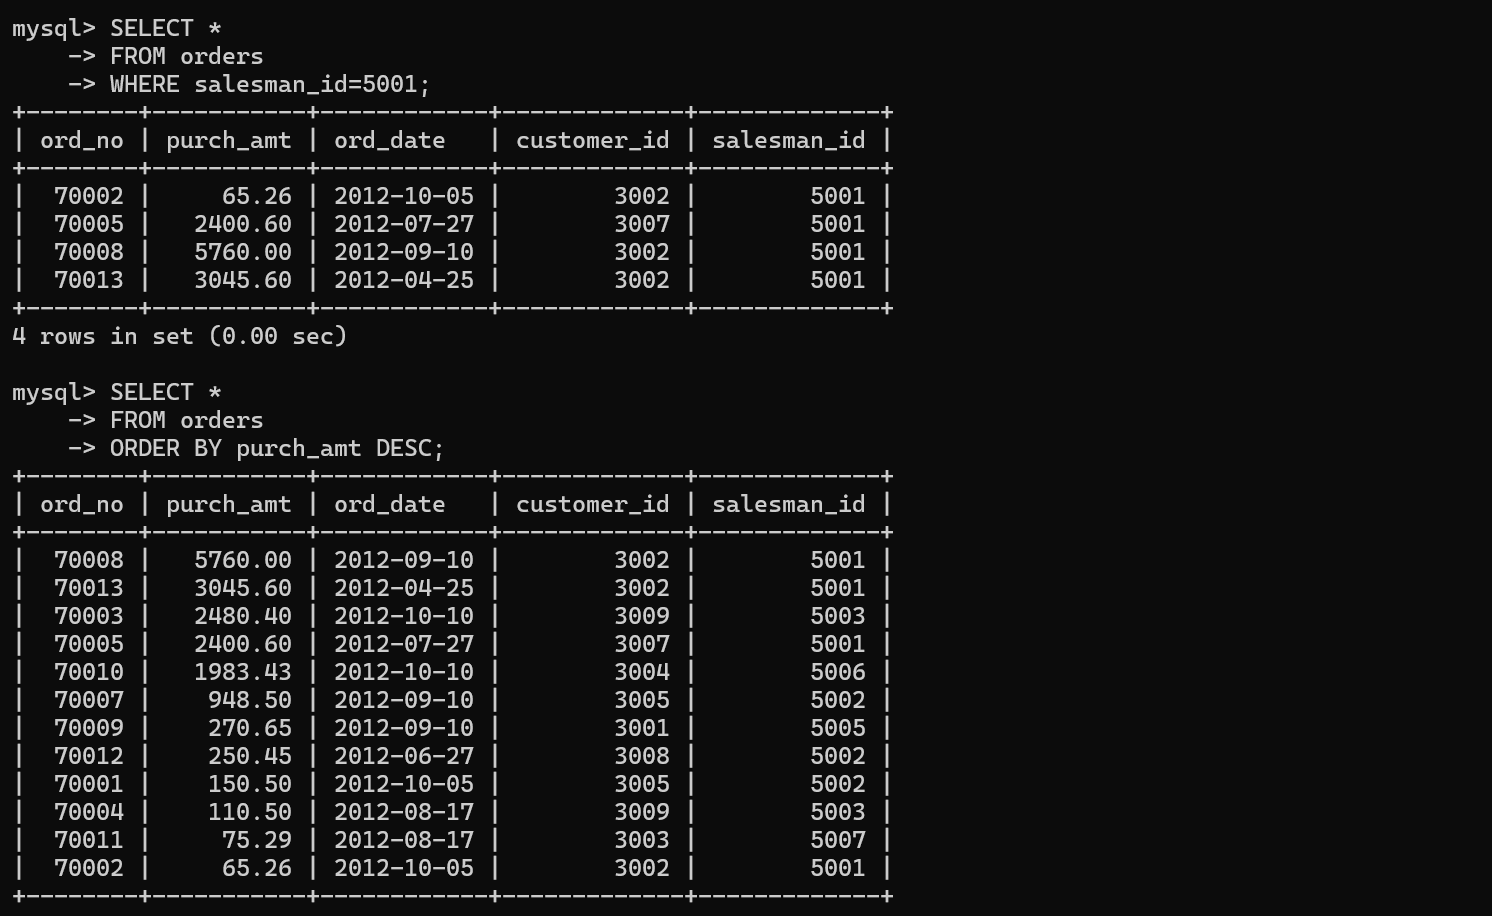 mysql> SELECT *
    -> FROM orders
    -> WHERE salesman_id=5001;
+--------+-----------+------------+-------------+-------------+
| ord_no | purch_amt | ord_date   | customer_id | salesman_id |
+--------+-----------+------------+-------------+-------------+
|  70002 |     65.26 | 2012-10-05 |        3002 |        5001 |
|  70005 |   2400.60 | 2012-07-27 |        3007 |        5001 |
|  70008 |   5760.00 | 2012-09-10 |        3002 |        5001 |
|  70013 |   3045.60 | 2012-04-25 |        3002 |        5001 |
+--------+-----------+------------+-------------+-------------+
4 rows in set (0.00 sec)

mysql> SELECT *
    -> FROM orders
    -> ORDER BY purch_amt DESC;
+--------+-----------+------------+-------------+-------------+
| ord_no | purch_amt | ord_date   | customer_id | salesman_id |
+--------+-----------+------------+-------------+-------------+
|  70008 |   5760.00 | 2012-09-10 |        3002 |        5001 |
|  70013 |   3045.60 | 2012-04-25 |        3002 |        5001 |
|  70003 |   2480.40 | 2012-10-10 |        3009 |        5003 |
|  70005 |   2400.60 | 2012-07-27 |        3007 |        5001 |
|  70010 |   1983.43 | 2012-10-10 |        3004 |        5006 |
|  70007 |    948.50 | 2012-09-10 |        3005 |        5002 |
|  70009 |    270.65 | 2012-09-10 |        3001 |        5005 |
|  70012 |    250.45 | 2012-06-27 |        3008 |        5002 |
|  70001 |    150.50 | 2012-10-05 |        3005 |        5002 |
|  70004 |    110.50 | 2012-08-17 |        3009 |        5003 |
|  70011 |     75.29 | 2012-08-17 |        3003 |        5007 |
|  70002 |     65.26 | 2012-10-05 |        3002 |        5001 |
+--------+-----------+------------+-------------+-------------+